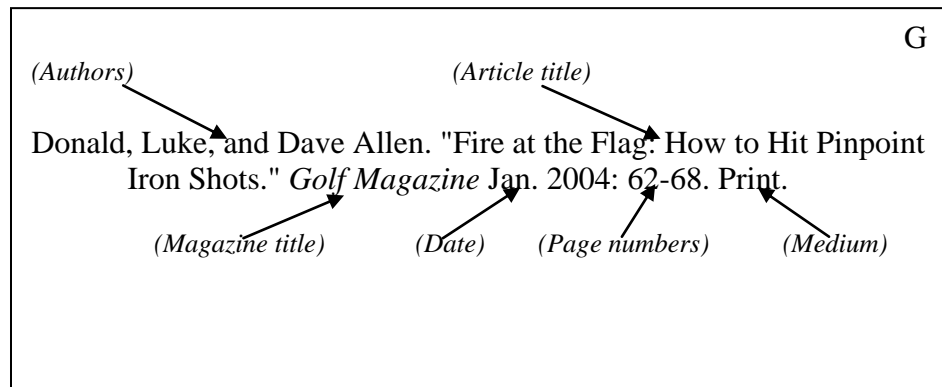 G
(Authors) (Article title)
Donald, Luke, and Dave Allen. "Fire at the Flag: How to Hit Pinpoint
Iron Shots." Golf Magazine Jan. 2004: 62-68. Print.
(Magazine title) (Date) (Page numbers) (Medium)